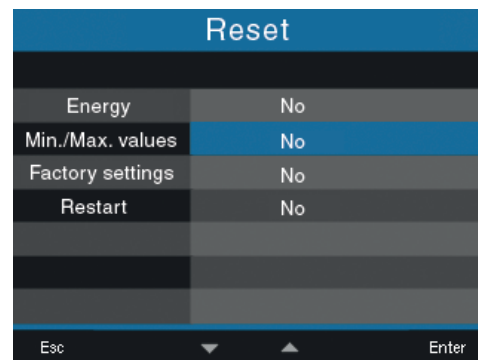 Reset
Energy No
Min./Max. values No
Factory settings No
Restart No
Esc Enter